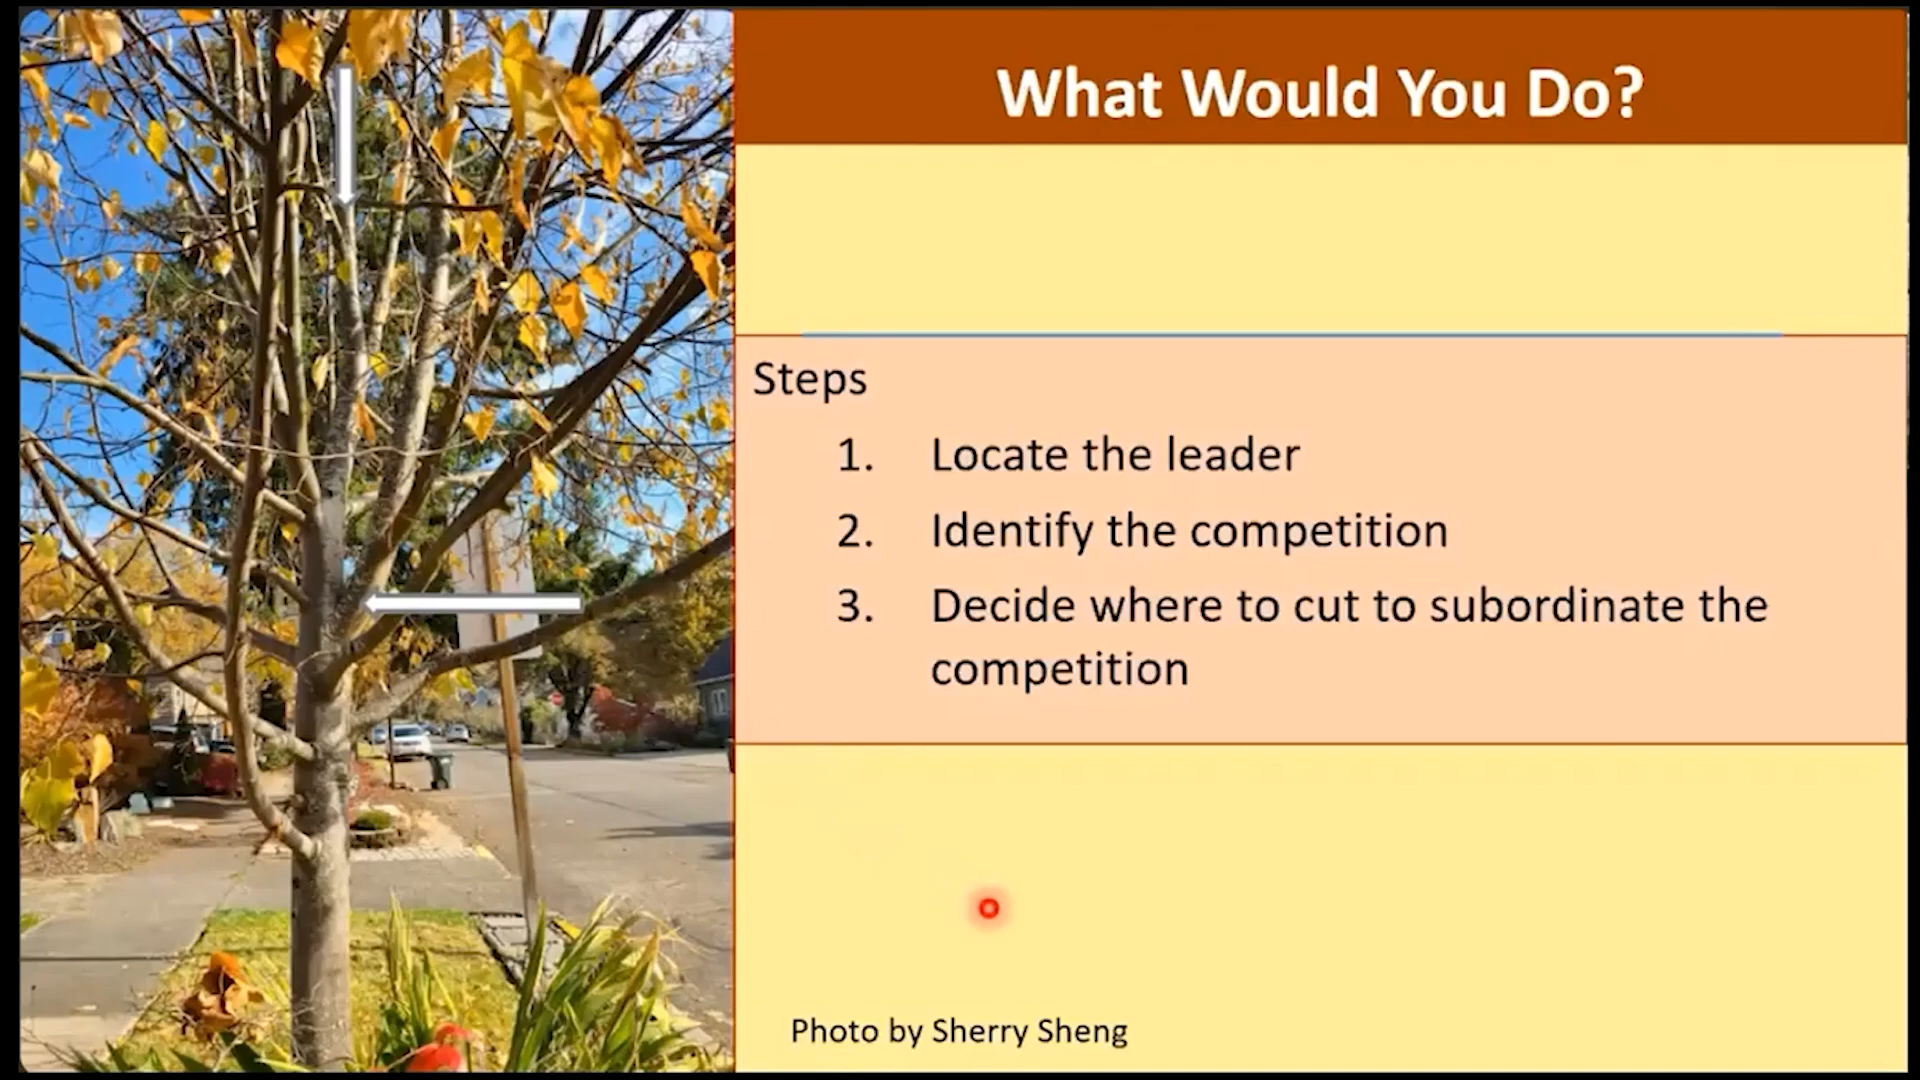 What Would You Do?
Steps
1. Locate the leader
2. Identify the competition
3. Decide where to cut to subordinate the
competition
Photo by Sherry Sheng